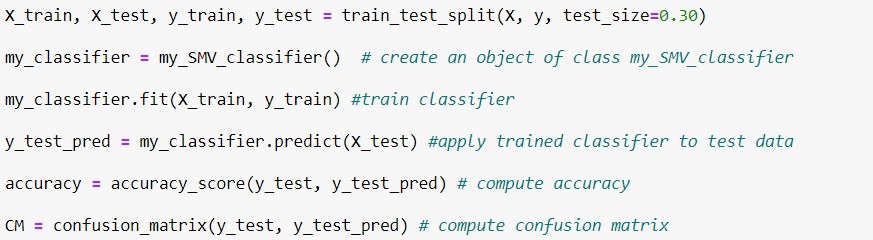 X_train, X_test, y_train, y_test = train_test_split(X, y, test_size=0.30)
my_classifier = my_SMV_classifier()  # create an object of class my_SMV_classifier
my_classifier.fit(X_train, y_train) #train classifier
y_test_pred = my_classifier.predict(X_test) #apply trained classifier to test data
accuracy = accuracy_score(y_test, y_test_pred) # compute accuracy
CM = confusion_matrix(y_test, y_test_pred) # compute confusion matrix